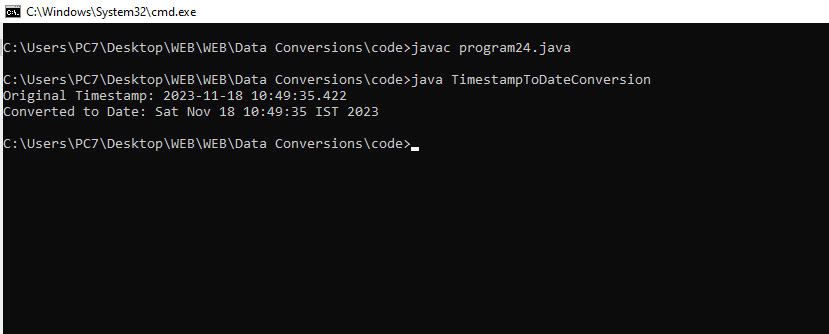 C:\Windows\System32\cmd.exe
C:\Users\PC7\Desktop\WEB\WEB\Data Conversions\code>javac program24.java
C:\Users\PC7\Desktop\WEB\WEB\Data Conversions\code>java TimestampToDateConversion
Original Timestamp: 2023-11-18 10:49:35.422
Converted to Date: Sat Nov 18 10:49:35 IST 2023
C:\Users\PC7\Desktop\WEB\WEB\Data Conversions\code>